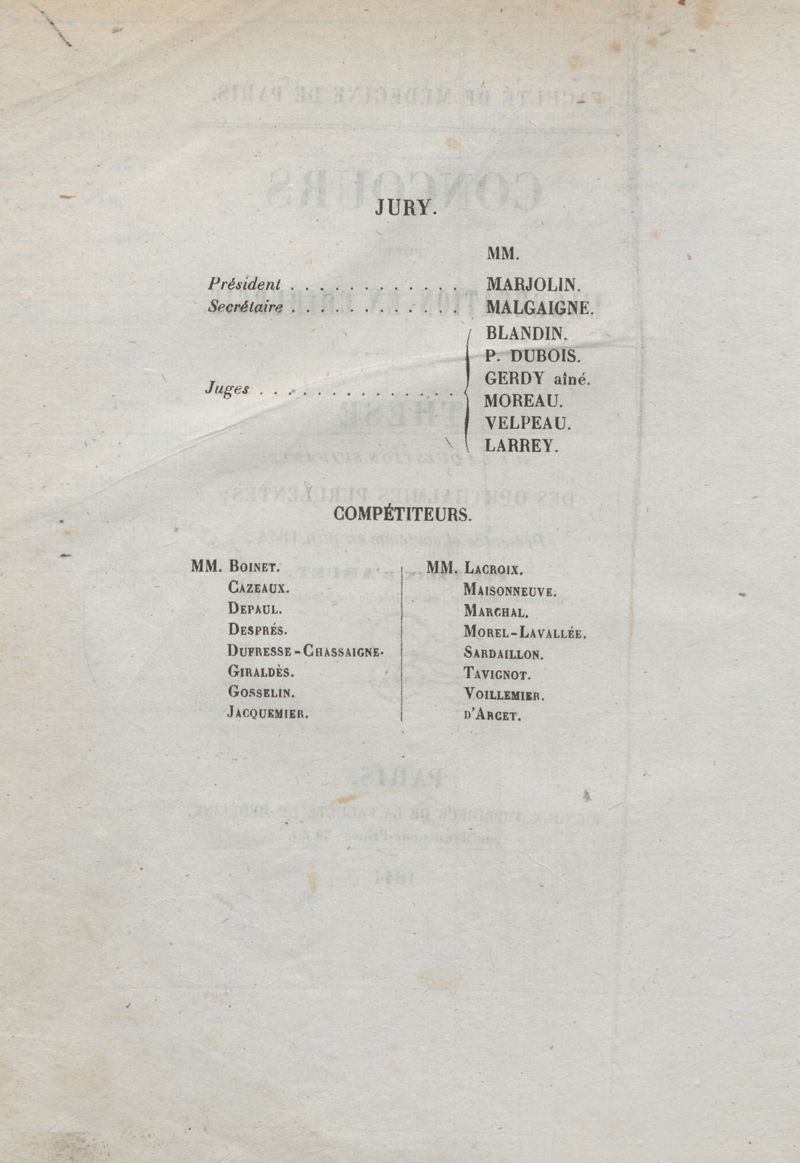 JURY.
MM.
Président . . . . . . . . . . . . MARJOLIN.
Secrétaire . . . . . . . . . . . . MALGAIGNE.
BLANDIN.
P. DUBOIS.
GERDY aîné.
Juges . . . . . . . . . . . . . .
MOREAU.
VELPEAU.
LARREY.
COMPÉTITEURS.
MM. BOINET.
CAZEAUX.
DEPAUL.
DESPRÉS.
DUFRESSE-CHASSAIGNE.
GIRALDÈS.
GOSSELIN.
JACQUEMIER.
MM. LACROIX.
MAISONNEUVE.
MARCHAL.
MOREL-LAVALLÉE.
SARDAILLON.
TAVIGNOT.
VOILLEMIER.
D'ARCET.